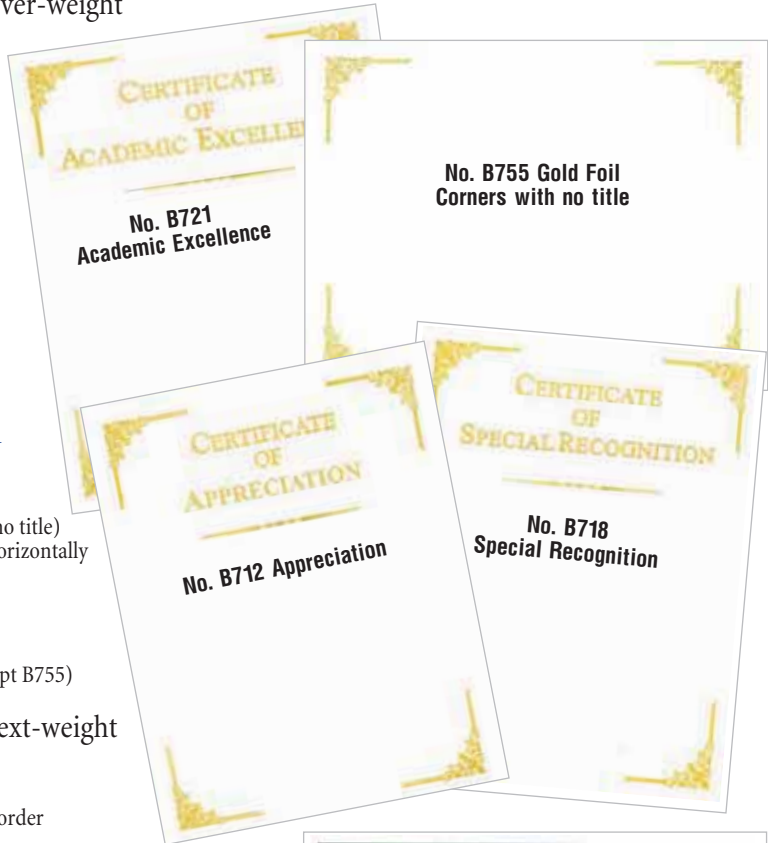 ver-weight
CERTIFICATE
OF
ACADEMIC EXCELLE
No. B721
Academic Excellence
No. B755 Gold Foil
Corners with no title
CERTIFICATE
OF
APPRECIATION
No. B712 Appreciation
CERTIFICATE
OF
SPECIAL RECOGNITION
No. B718
Special Recognition
no title)
orizontally
pt B755)
ext-weight
order